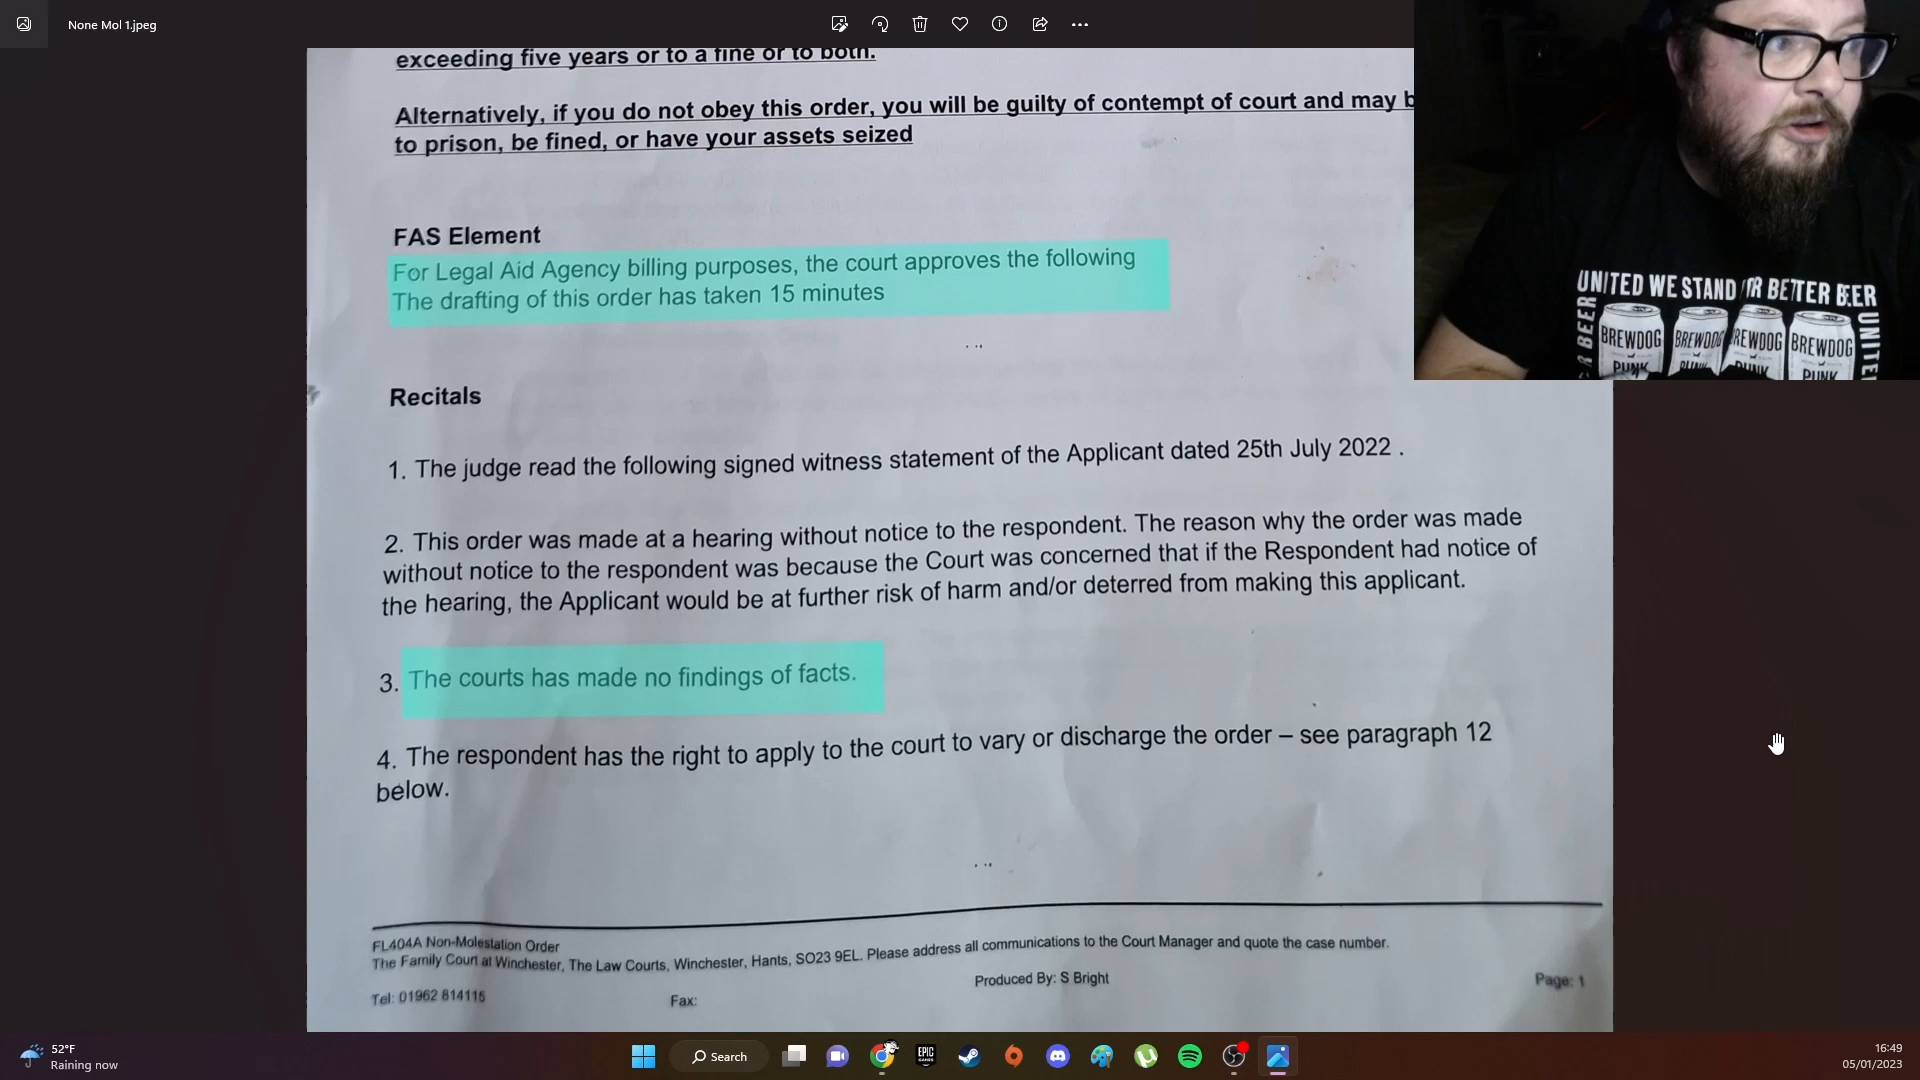 None Mol 1.jpeg
exceeding five years or to a fine or to both.
Alternatively, if you do not obey this order, you will be guilty of contempt of court and may b
to prison, be fined, or have your assets seized
FAS Element
For Legal Aid Agency billing purposes, the court approves the following
The drafting of this order has taken 15 minutes
Recitals
1. The judge read the following signed witness statement of the Applicant dated 25th July 2022 .
2. This order was made at a hearing without notice to the respondent. The reason why the order was made
without notice to the respondent was because the Court was concerned that if the Respondent had notice of
the hearing, the Applicant would be at further risk of harm and/or deterred from making this applicant.
3. The courts has made no findings of facts.
4. The respondent has the right to apply to the court to vary or discharge the order – see paragraph 12
below.
FL404A Non-Molestation Order
The Family Court at Winchester, The Law Courts, Winchester, Hants, SO23 9EL. Please address all communications to the Court Manager and quote the case number.
Produced By: S Bright
Page: 1
Tel: 01962 814115
Fax:
UNITED WE STAND FOR BETTER BEER
BREWDOG BREWDOG BREWDOG BREWDOG
PUNK PUNK PUNK PUNK
52°F
Raining now
Search
EPIC
GAMES
16:49
05/01/2023